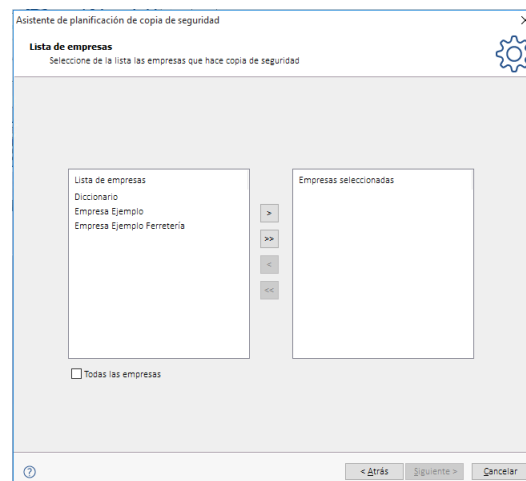 Asistente de planificación de copia de seguridad
Lista de empresas
Seleccione de la lista las empresas que hace copia de seguridad
Lista de empresas
Diccionario
Empresa Ejemplo
Empresa Ejemplo Ferretería
>
>>
<
<<
Empresas seleccionadas
Todas las empresas
?
< Atrás
Siguiente >
Cancelar